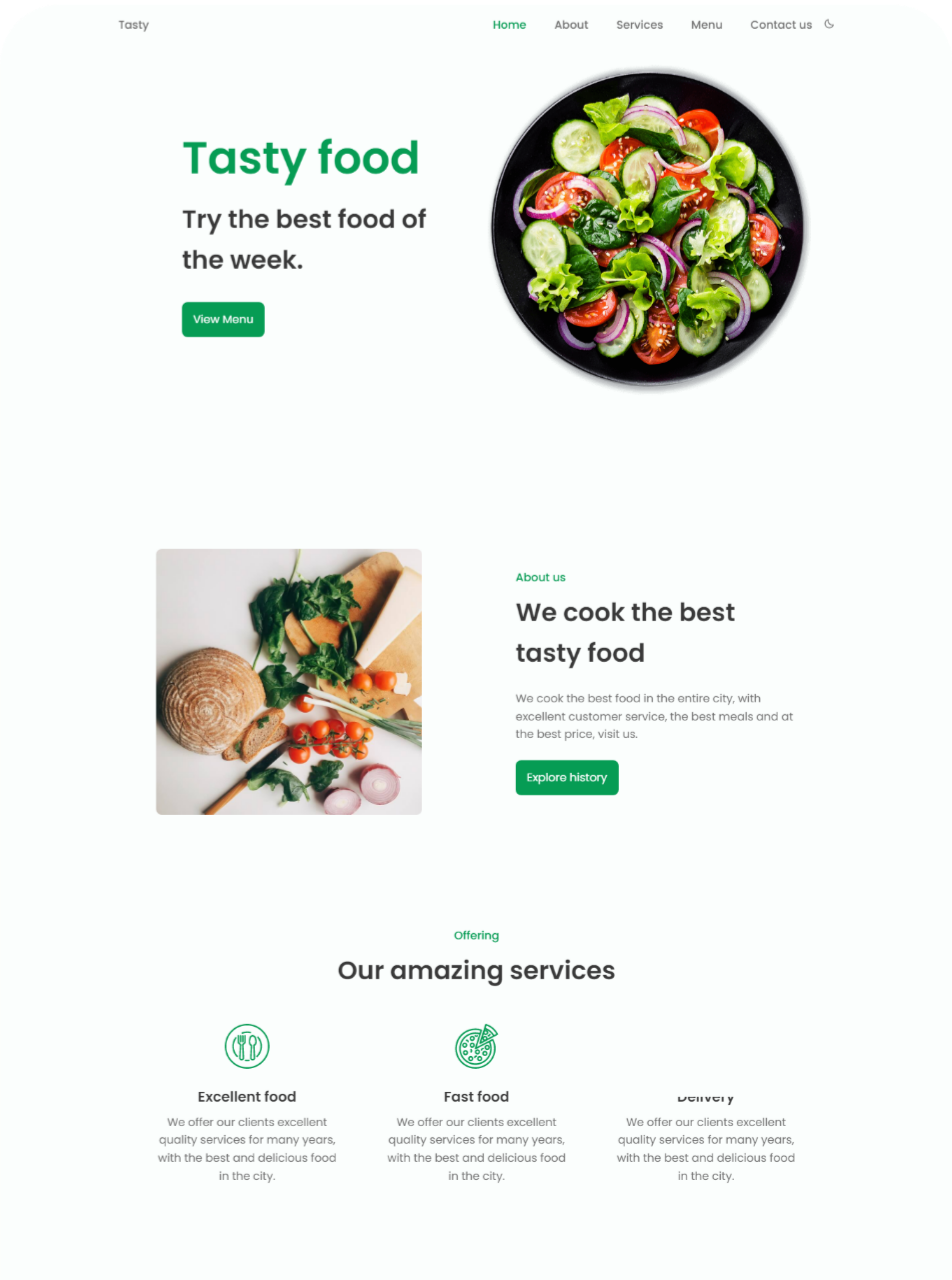 Tasty
Home About Services Menu Contact us
Tasty food
Try the best food of
the week.
View Menu
About us
We cook the best
tasty food
We cook the best food in the entire city, with
excellent customer service, the best meals and at
the best price, visit us.
Explore history
Offering
Our amazing services
Excellent food
We offer our clients excellent
quality services for many years,
with the best and delicious food
in the city.
Fast food
We offer our clients excellent
quality services for many years,
with the best and delicious food
in the city.
Delivery
We offer our clients excellent
quality services for many years,
with the best and delicious food
in the city.